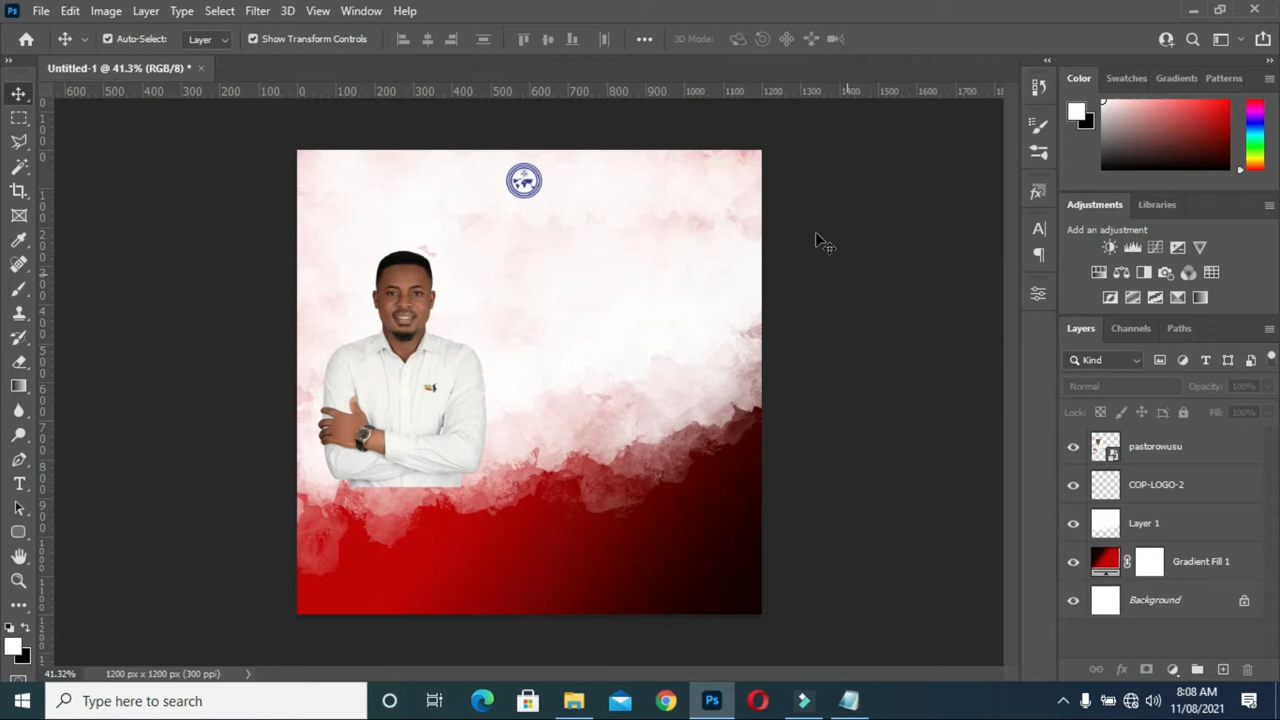 Ps File Edit Image Layer Type Select Filter 3D View Window Help
Auto-Select: Layer Show Transform Controls 3D Mode:
Untitled-1 @ 41.3% (RGB/8) *
600 500 400 300 200 100 0 100 200 300 400 500 600 700 800 900 1000 1100 1200 1300 1400 1500 1600 1700
Color Swatches Gradients Patterns
Adjustments Libraries
Add an adjustment
Layers Channels Paths
Kind
Normal Opacity: 100%
Lock: Fill: 100%
pastorowusu
COP-LOGO-2
Layer 1
Gradient Fill 1
Background
41.32% 1200 px x 1200 px (300 ppi)
Type here to search
Ps
8:08 AM
11/08/2021